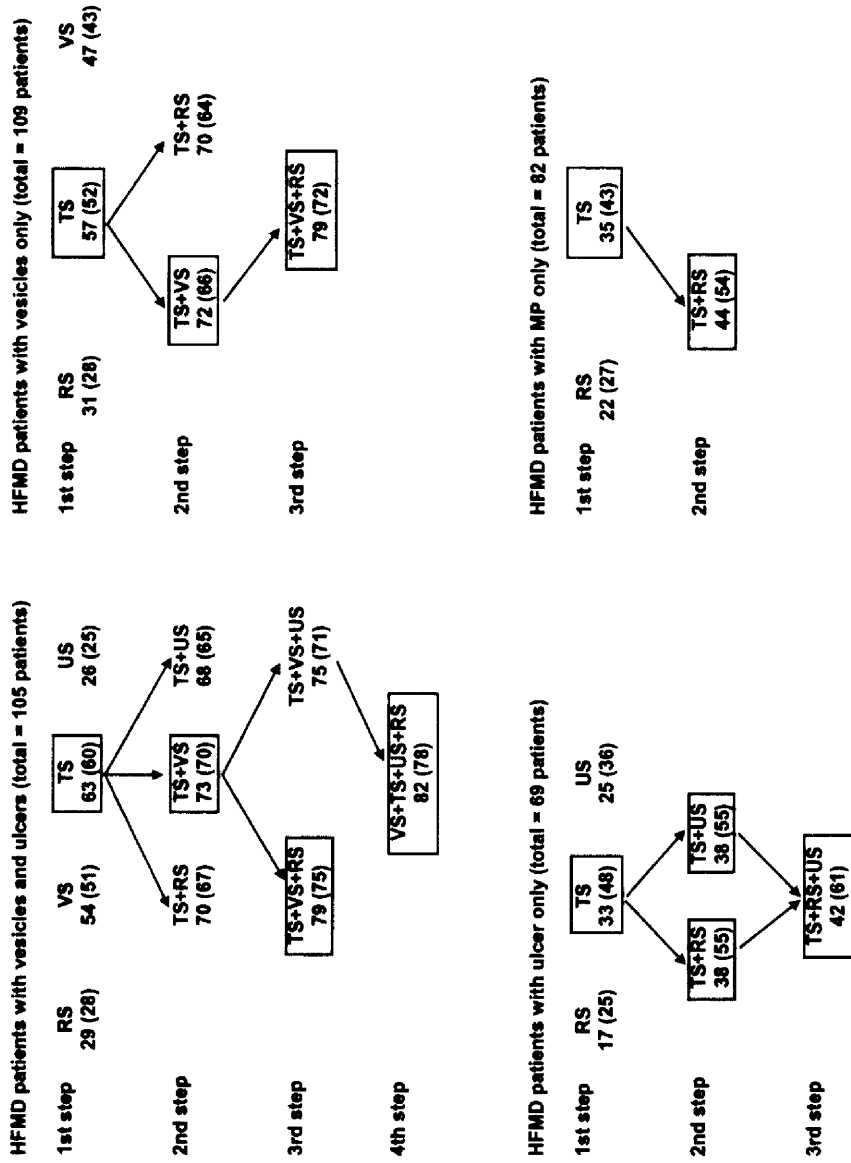 HFMD patients with vesicles and ulcers (total = 105 patients)
1st step
RS
29 (28)
VS
54 (51)
TS
63 (60)
US
26 (25)
2nd step
TS+RS
70 (67)
TS+VS
73 (70)
TS+US
68 (65)
3rd step
TS+VS+RS
79 (75)
TS+VS+US
75 (71)
4th step
VS+TS+US+RS
82 (78)
HFMD patients with vesicles only (total = 109 patients)
1st step
RS
31 (28)
TS
57 (52)
VS
47 (43)
2nd step
TS+VS
72 (66)
TS+RS
70 (64)
3rd step
TS+VS+RS
79 (72)
HFMD patients with ulcer only (total = 69 patients)
1st step
RS
17 (25)
TS
33 (48)
US
25 (36)
2nd step
TS+RS
38 (55)
TS+US
38 (55)
3rd step
TS+RS+US
42 (61)
HFMD patients with MP only (total = 82 patients)
1st step
RS
22 (27)
TS
35 (43)
2nd step
TS+RS
44 (54)